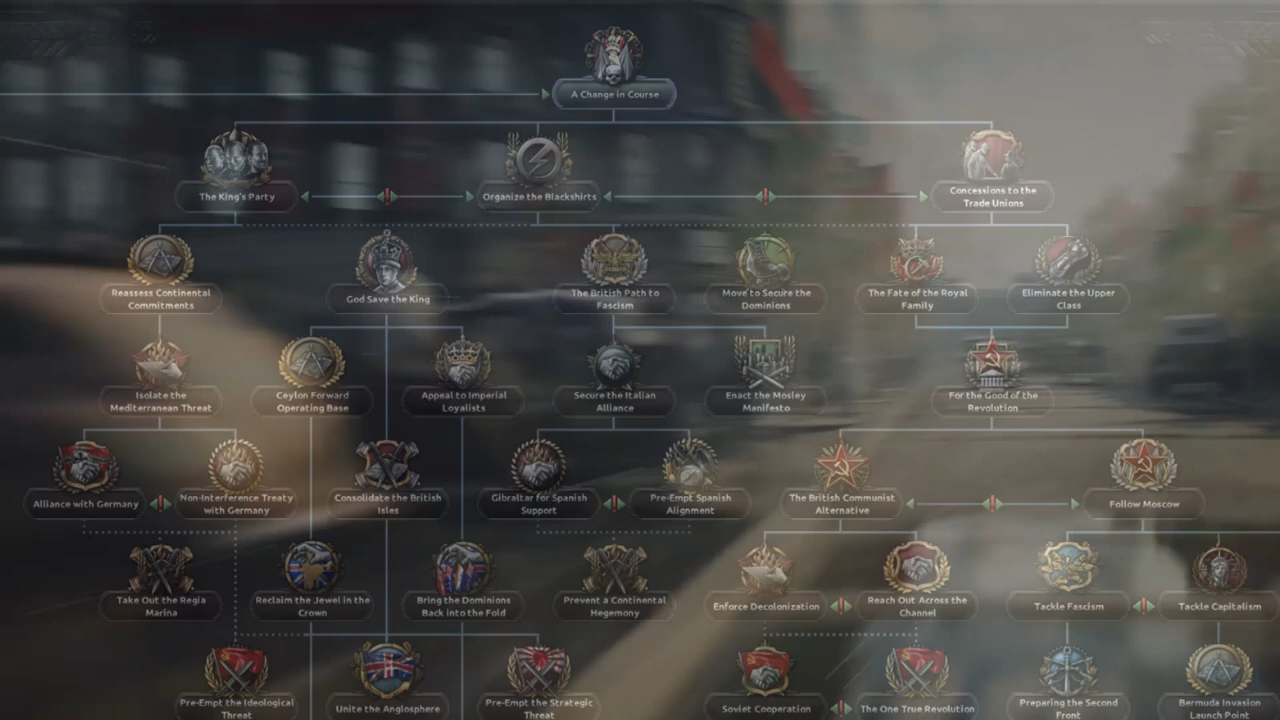 A Change in Course
The King's Party
Organize the Blackshirts
Concessions to the
Trade Unions
Reassess Continental
Commitments
God Save the King
The British Path to
Fascism
Move to Secure the
Dominions
The Fate of the Royal
Family
Eliminate the Upper
Class
Isolate the
Mediterranean Threat
Ceylon Forward
Operating Base
Appeal to Imperial
Loyalists
Secure the Italian
Alliance
Enact the Mosley
Manifesto
For the Good of the
Revolution
Alliance with Germany
Non-Interference Treaty
with Germany
Consolidate the British
Isles
Gibraltar for Spanish
Support
Pre-Empt Spanish
Alignment
The British Communist
Alternative
Follow Moscow
Take Out the Regia
Marina
Reclaim the Jewel in the
Crown
Bring the Dominions
Back into the Fold
Prevent a Continental
Hegemony
Enforce Decolonization
Reach Out Across the
Channel
Tackle Fascism
Tackle Capitalism
Pre-Empt the Ideological
Threat
Unite the Anglosphere
Pre-Empt the Strategic
Threat
Soviet Cooperation
The One True Revolution
Preparing the Second
Front
Bermuda Invasion
Launch Point